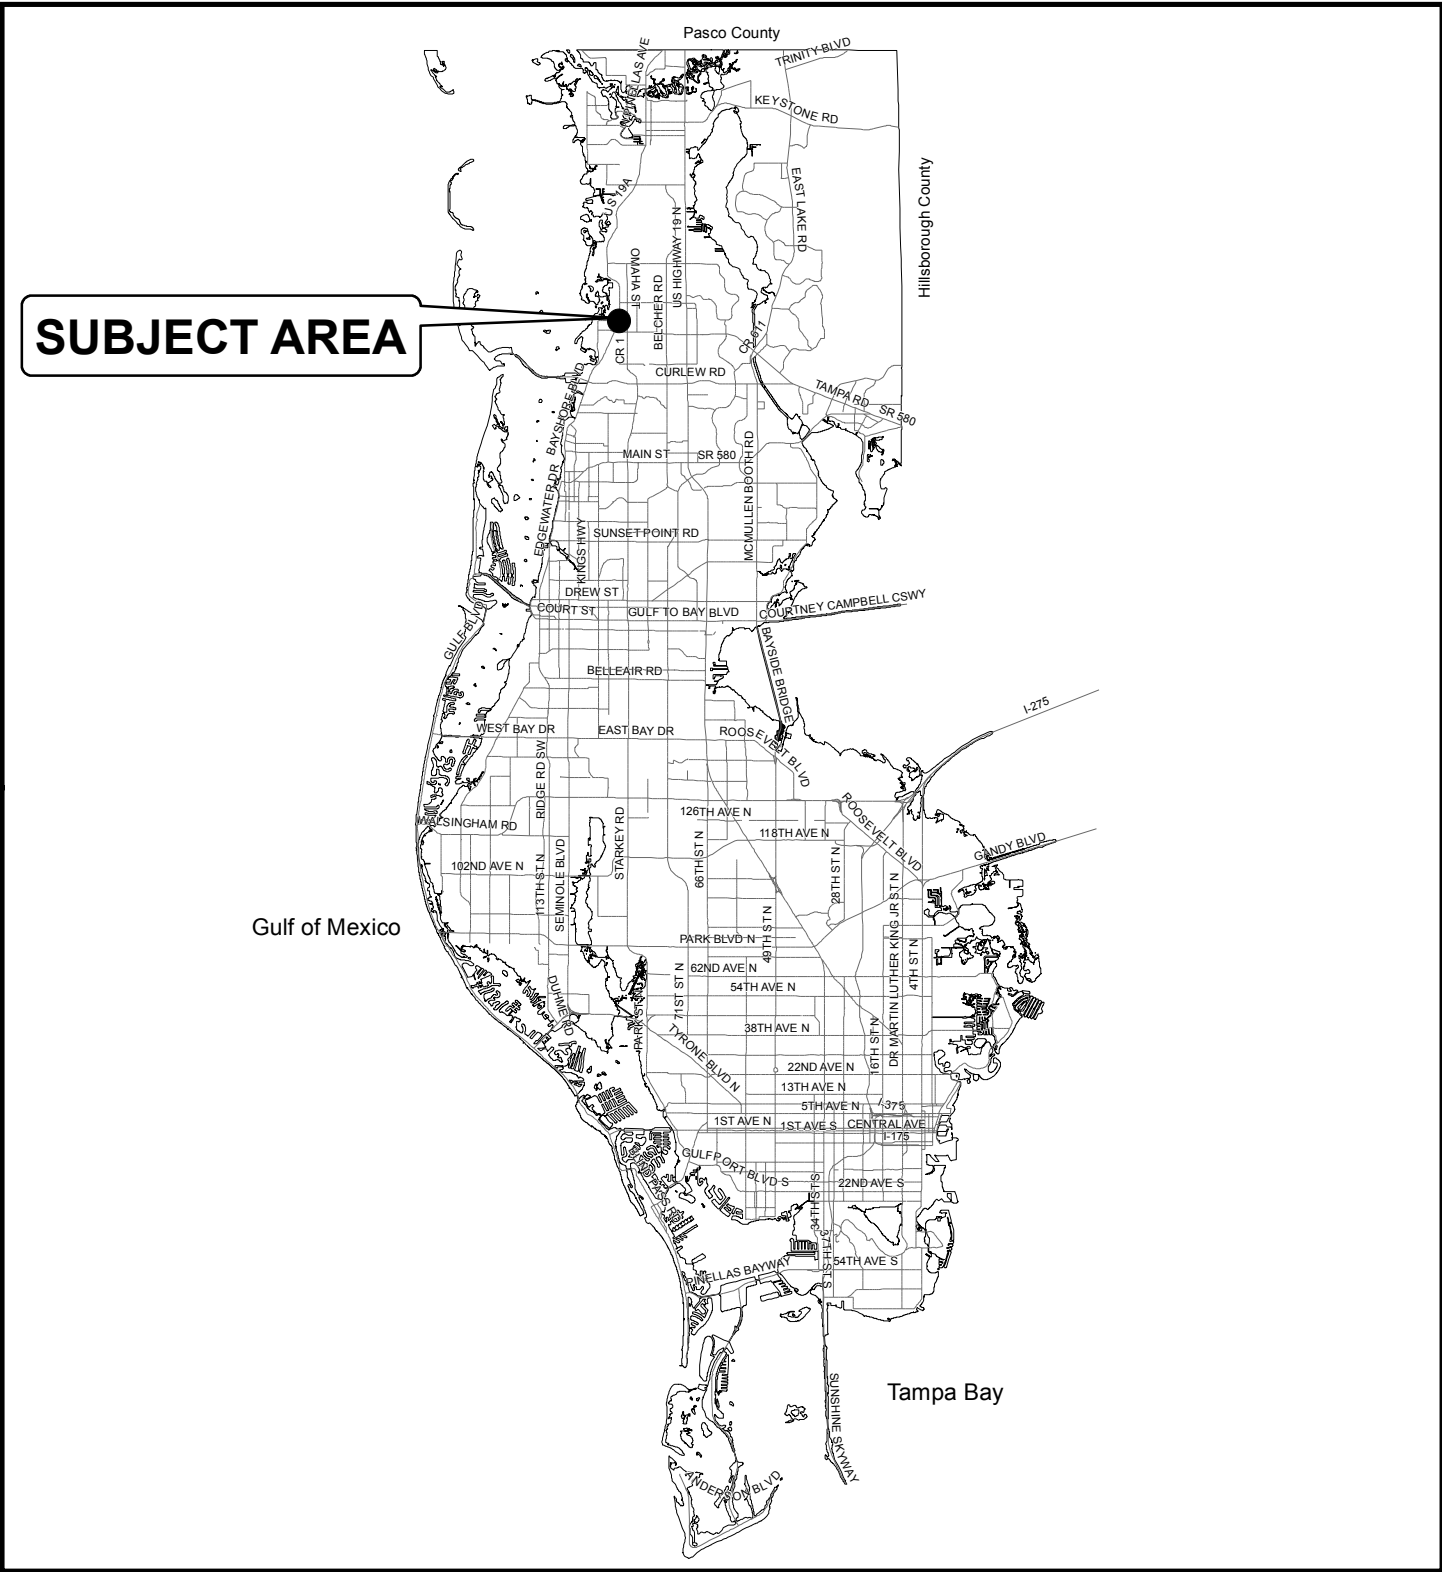 Pasco County
TRINITY BLVD
PINELLAS AVE
KEYSTONE RD
Hillsborough County
EAST LAKE RD
US 19A
US HIGHWAY 19 N
OMAHA ST
BELCHER RD
SUBJECT AREA
CR 1
CR 611
CURLEW RD
TAMPA RD
SR 580
BAYSHORE BLVD
MAIN ST
SR 580
MCMULLEN BOOTH RD
EDGEWATER DR
KINGS HWY
SUNSET POINT RD
DREW ST
COURT ST
GULF TO BAY BLVD
COURTNEY CAMPBELL CSWY
GULF BLVD
BAYSIDE BRIDGE
BELLEAIR RD
I-275
WEST BAY DR
EAST BAY DR
ROOSEVELT BLVD
RIDGE RD SW
ROOSEVELT BLVD
WALSINGHAM RD
STARKEY RD
126TH AVE N
118TH AVE N
GANDY BLVD
66TH ST N
28TH ST N
102ND AVE N
113TH ST N
SEMINOLE BLVD
DR MARTIN LUTHER KING JR ST N
Gulf of Mexico
49TH ST N
PARK BLVD N
4TH ST N
62ND AVE N
71ST ST N
54TH AVE N
DUHME RD
PARK ST N
38TH AVE N
16TH ST N
TYRONE BLVD N
22ND AVE N
13TH AVE N
5TH AVE N
I-375
1ST AVE N
1ST AVE S
CENTRAL AVE
I-175
GULFPORT BLVD S
22ND AVE S
34TH ST S
37TH ST S
54TH AVE S
PINELLAS BAYWAY
Tampa Bay
SUNSHINE SKYWAY
ANDERSON BLVD